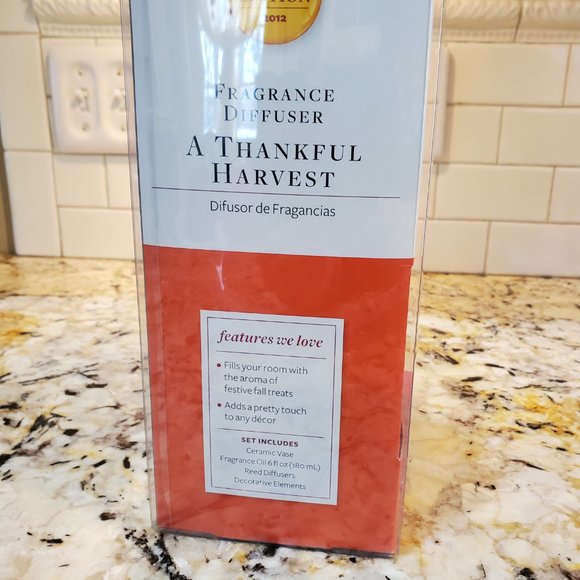 2012
FRAGRANCE
DIFFUSER
A THANKFUL
HARVEST
Difusor de Fragancias
features we love
• Fills your room with
the aroma of
festive fall treats
• Adds a pretty touch
to any décor
SET INCLUDES
Ceramic Vase
Fragrance Oil 6 fl oz (180 mL)
Reed Diffusers
Decorative Elements